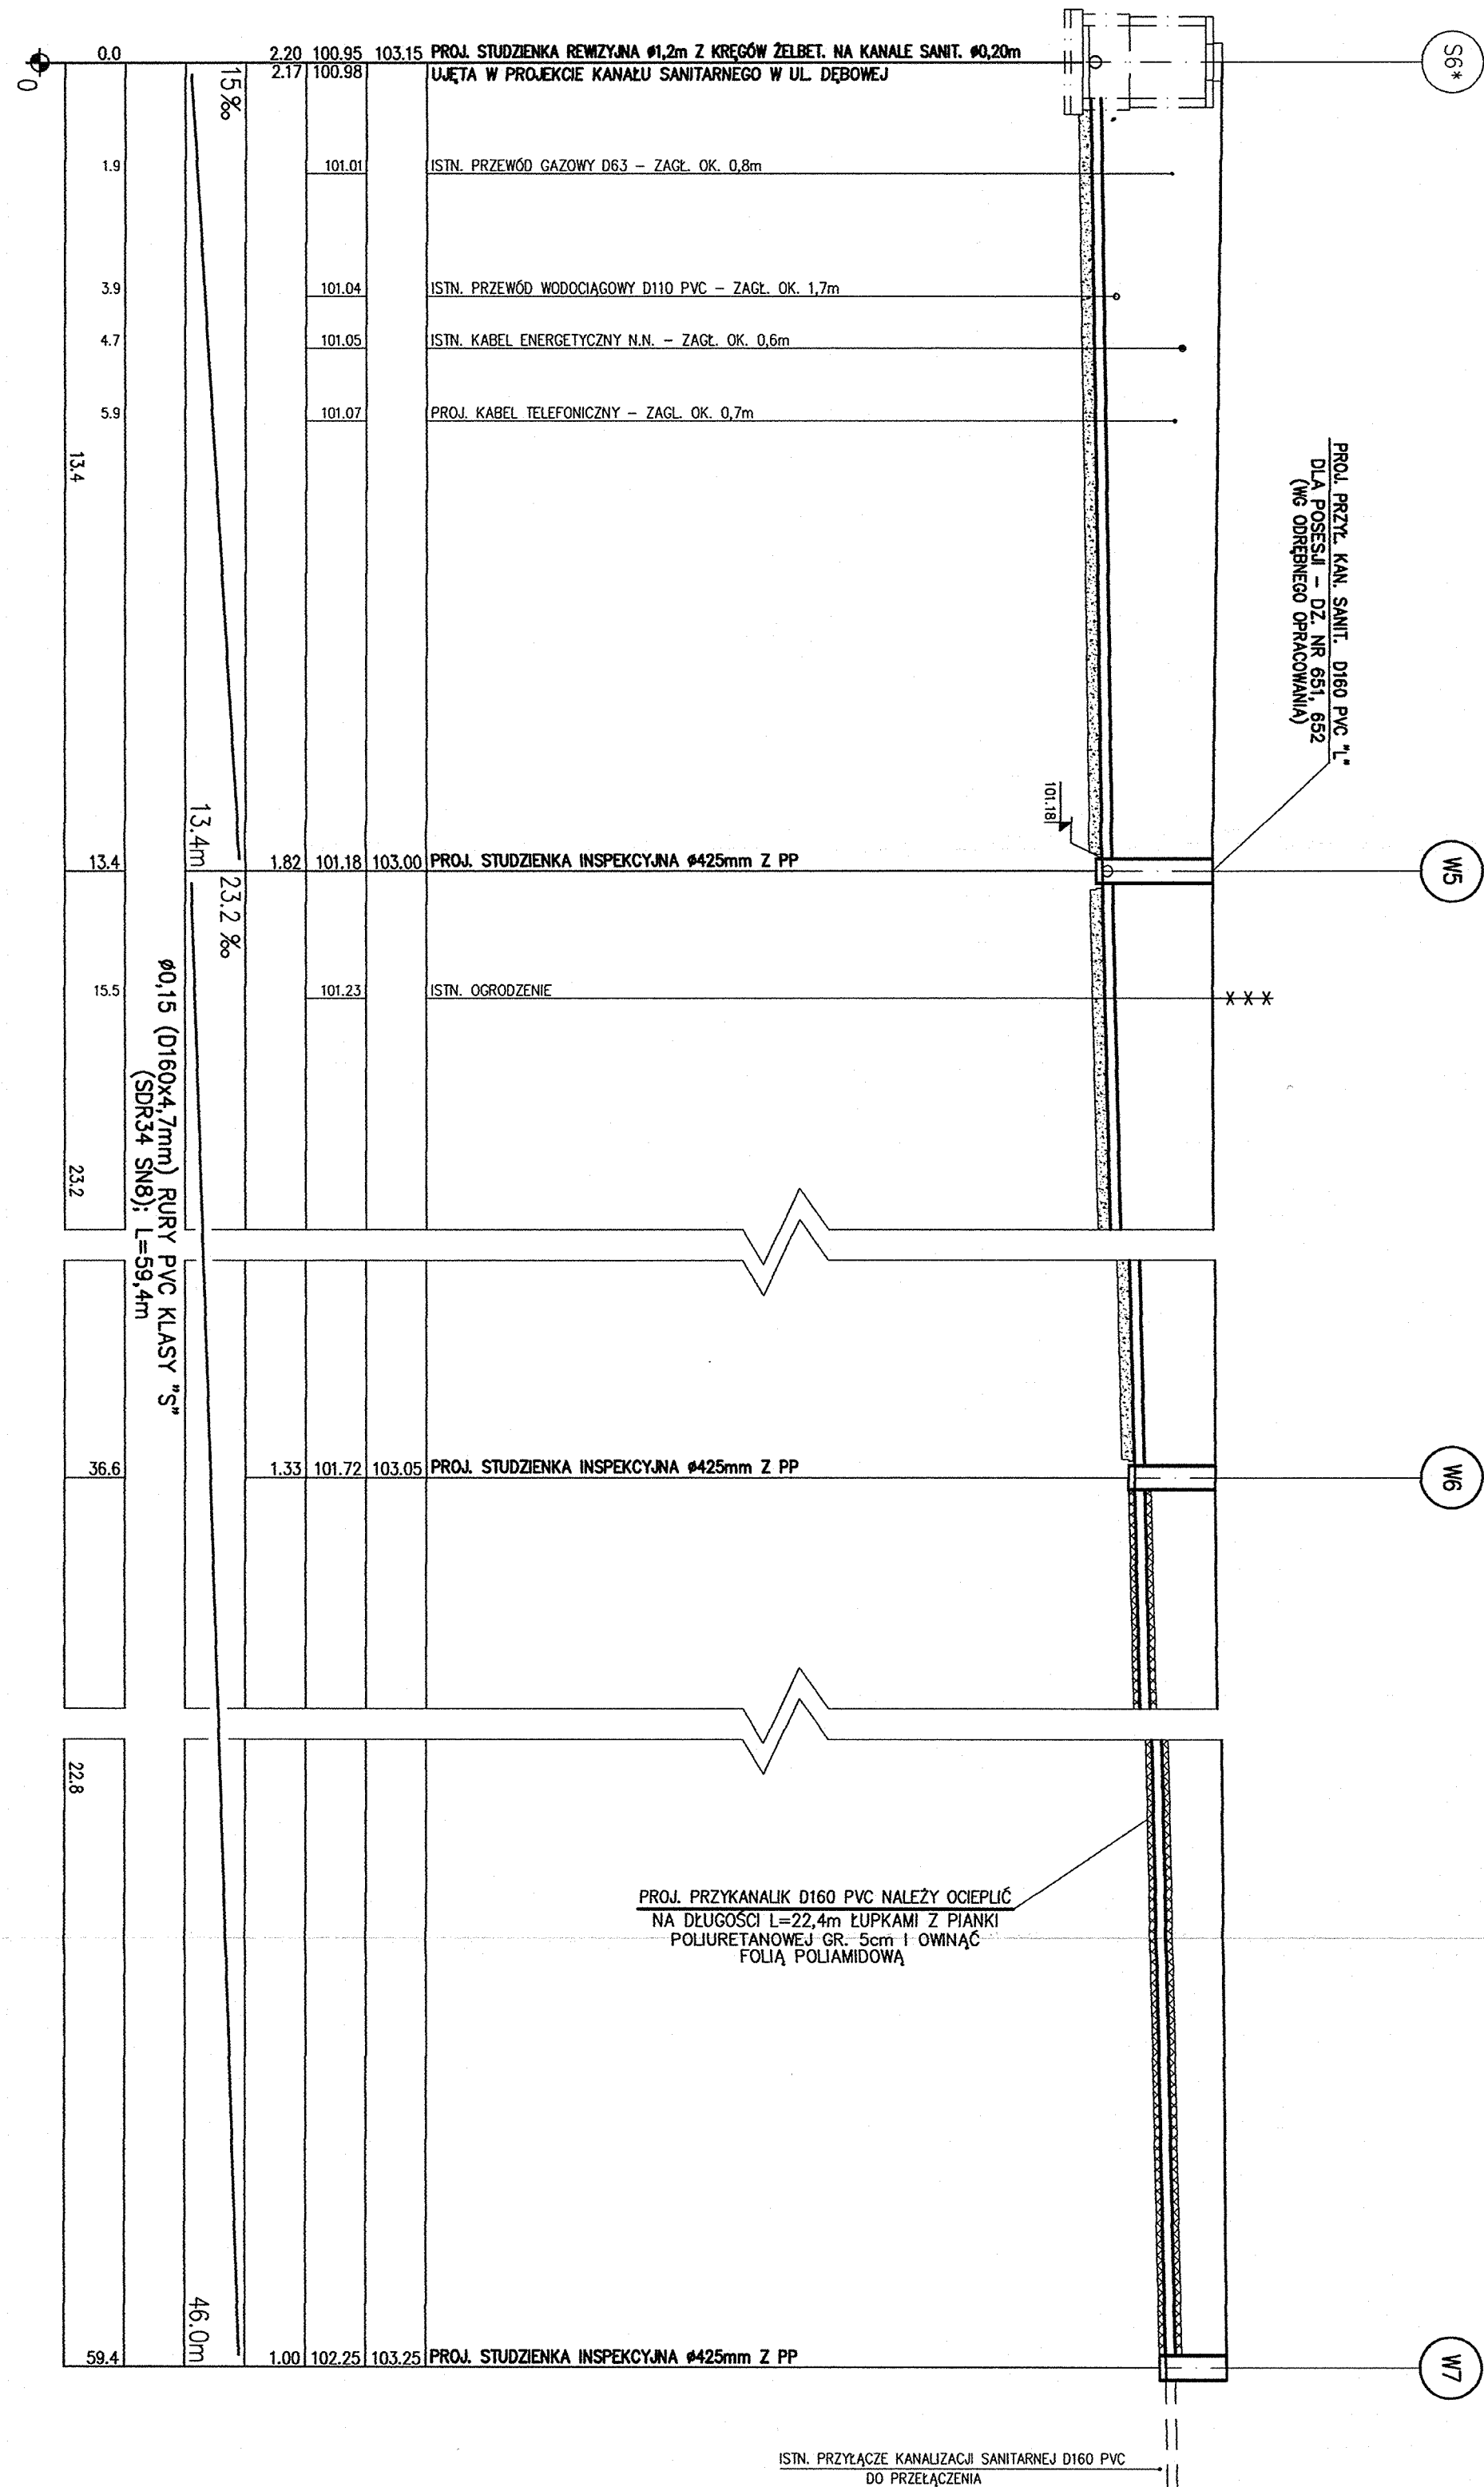 S6*
0.0 2.20 100.95 103.15 PROJ. STUDZIENKA REWIZYJNA ø1,2m Z KRĘGÓW ŻELBET. NA KANALE SANIT. ø0,20m
2.17 100.98 UJĘTA W PROJEKCIE KANAŁU SANITARNEGO W UL. DĘBOWEJ
0
15‰
1.9 101.01 ISTN. PRZEWÓD GAZOWY D63 – ZAGŁ. OK. 0,8m
3.9 101.04 ISTN. PRZEWÓD WODOCIĄGOWY D110 PVC – ZAGŁ. OK. 1,7m
4.7 101.05 ISTN. KABEL ENERGETYCZNY N.N. – ZAGŁ. OK. 0,6m
5.9 101.07 PROJ. KABEL TELEFONICZNY – ZAGŁ. OK. 0,7m
13.4
PROJ. PRZYŁ. KAN. SANIT. D160 PVC "L"
DLA POSESJI – DZ. NR 651, 652
(WG ODRĘBNEGO OPRACOWANIA)
101.18
13.4m
W5
13.4 1.82 101.18 103.00 PROJ. STUDZIENKA INSPEKCYJNA ø425mm Z PP
23.2 ‰
15.5 101.23 ISTN. OGRODZENIE
ø0,15 (D160x4,7mm) RURY PVC KLASY "S"
(SDR34 SN8); L=59,4m
23.2
W6
36.6 1.33 101.72 103.05 PROJ. STUDZIENKA INSPEKCYJNA ø425mm Z PP
22.8
PROJ. PRZYKANALIK D160 PVC NALEŻY OCIEPLIĆ
NA DŁUGOŚCI L=22,4m ŁUPKAMI Z PIANKI
POLIURETANOWEJ GR. 5cm I OWINĄĆ
FOLIĄ POLIAMIDOWĄ
46.0m
W7
59.4 1.00 102.25 103.25 PROJ. STUDZIENKA INSPEKCYJNA ø425mm Z PP
ISTN. PRZYŁĄCZE KANALIZACJI SANITARNEJ D160 PVC
DO PRZEŁĄCZENIA